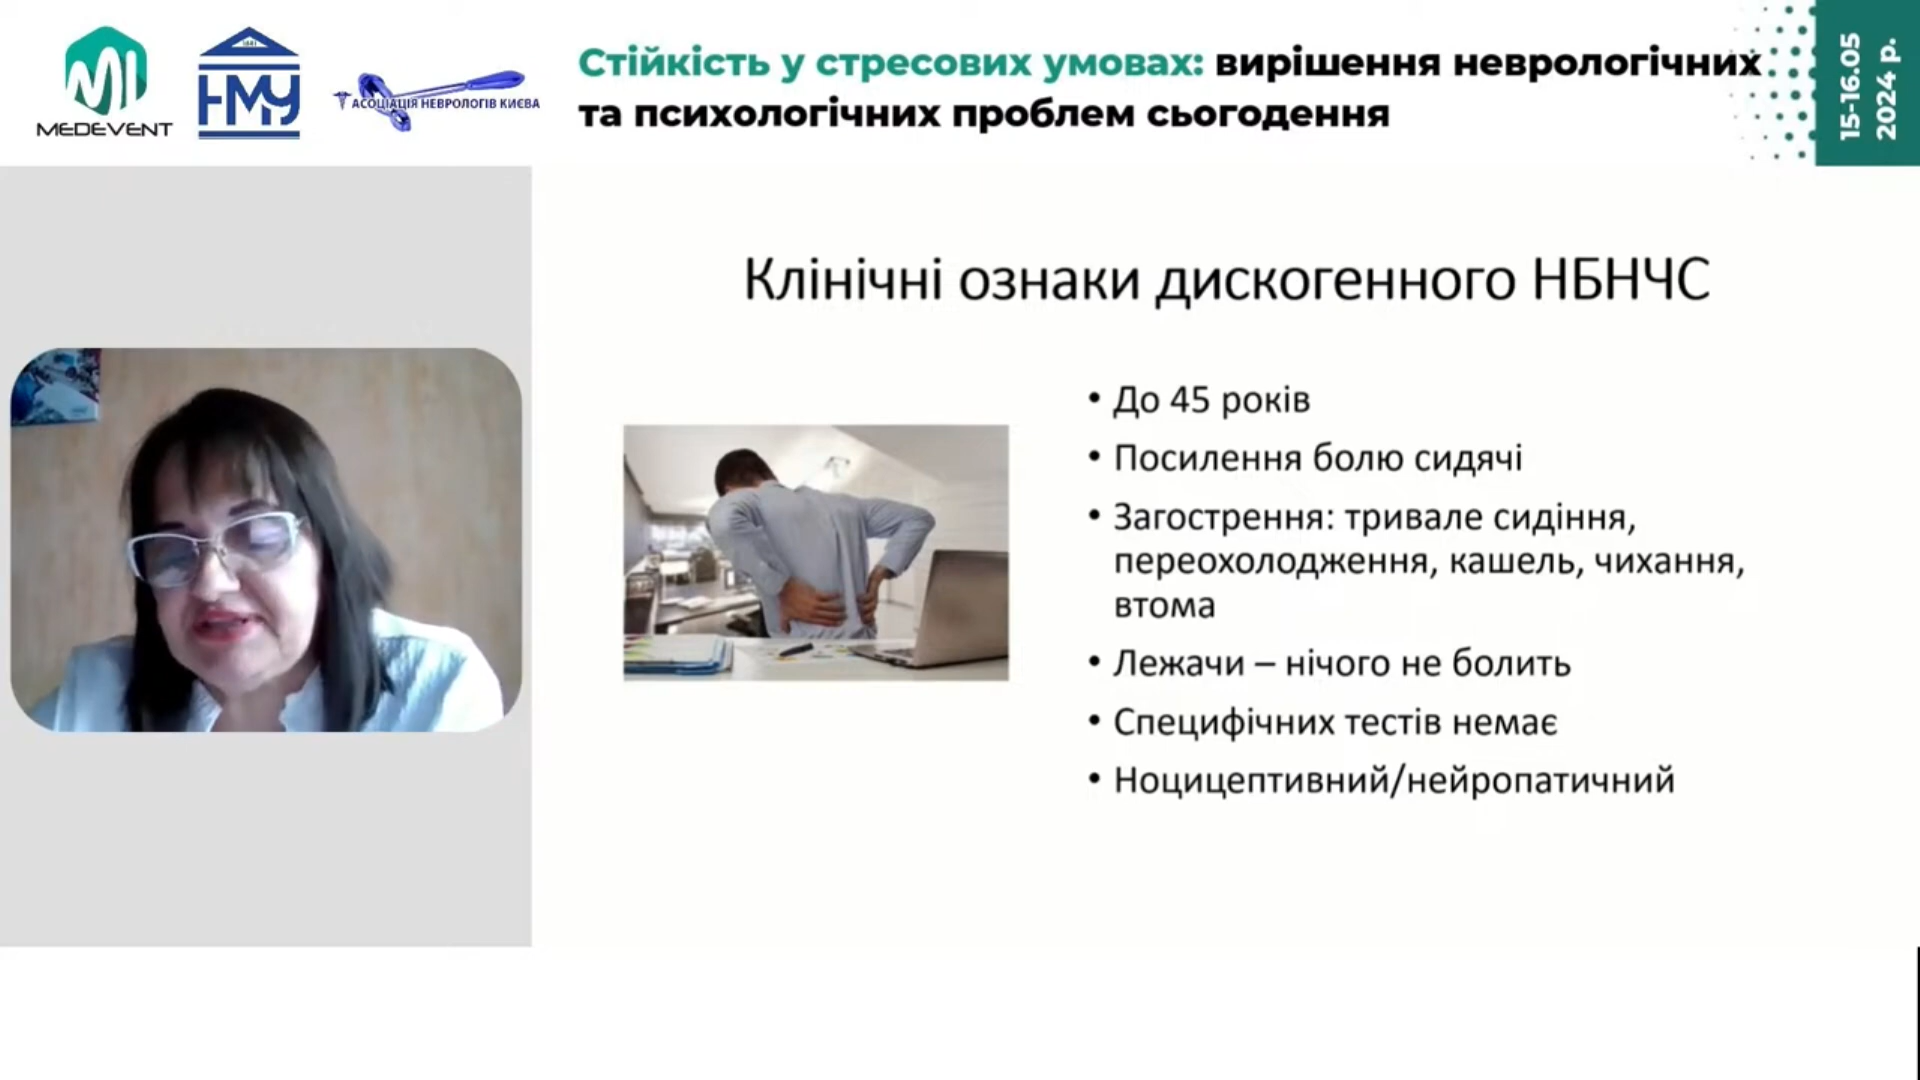 MEDEVENT
1841
НМУ
АСОЦІАЦІЯ НЕВРОЛОГІВ КИЄВА
Стійкість у стресових умовах: вирішення неврологічних
та психологічних проблем сьогодення
15-16.05
2024 р.
Клінічні ознаки дискогенного НБНЧС
• До 45 років
• Посилення болю сидячі
• Загострення: тривале сидіння,
переохолодження, кашель, чихання,
втома
• Лежачи – нічого не болить
• Специфічних тестів немає
• Ноцицептивний/нейропатичний